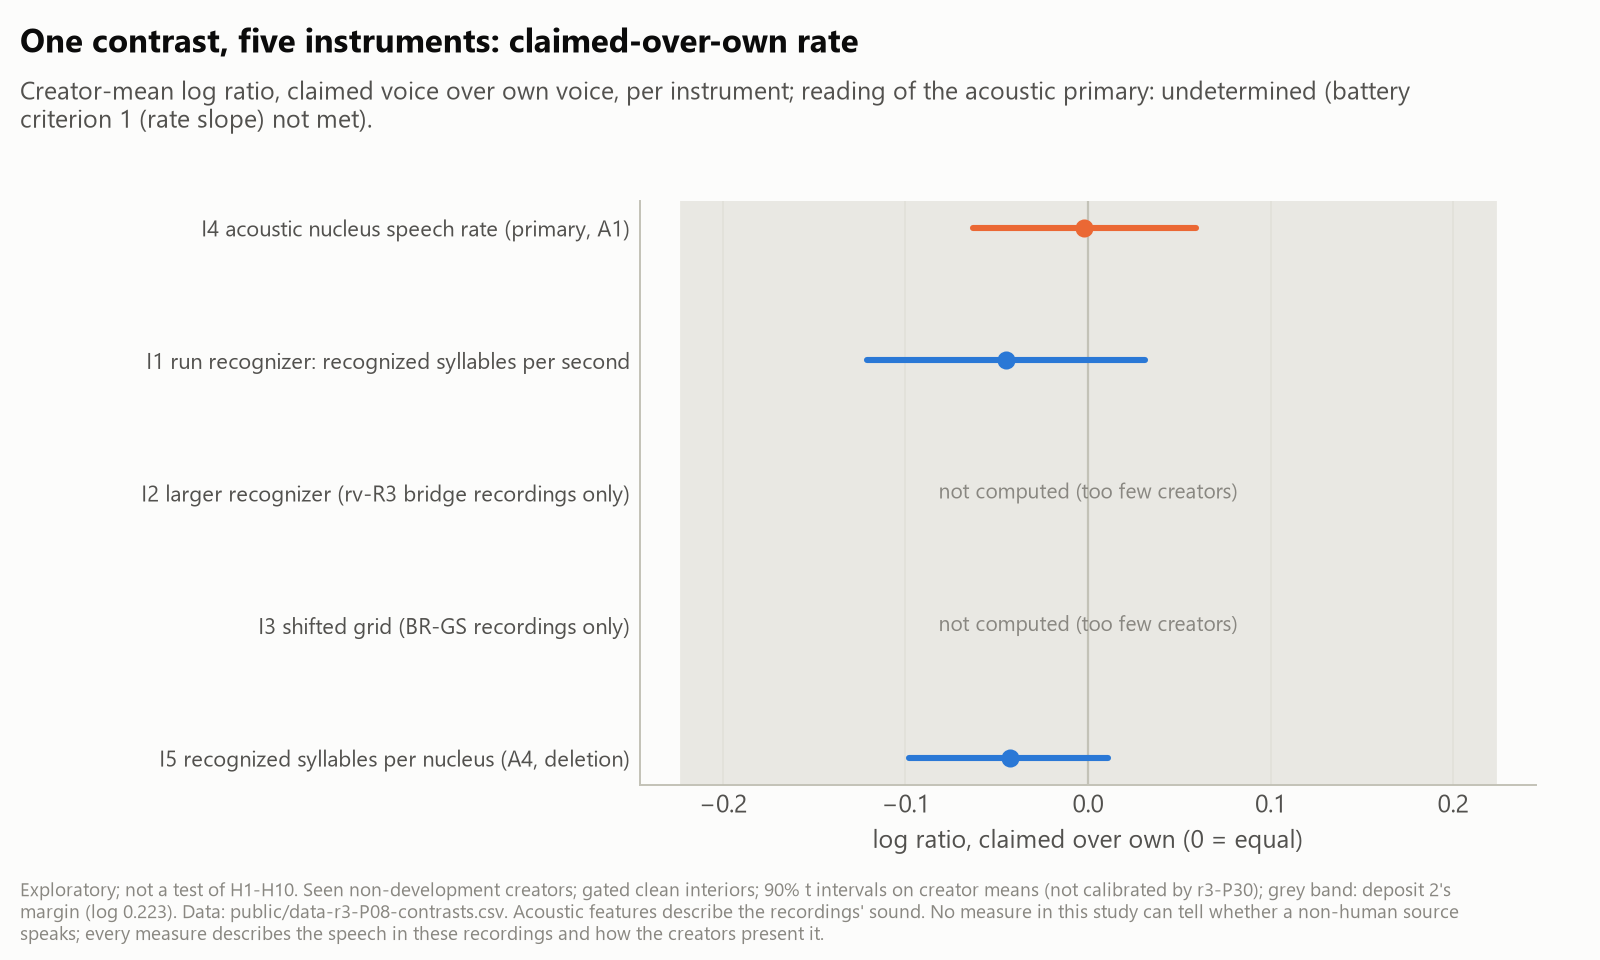 One contrast, five instruments: claimed-over-own rate
Creator-mean log ratio, claimed voice over own voice, per instrument; reading of the acoustic primary: undetermined (battery
criterion 1 (rate slope) not met).
I4 acoustic nucleus speech rate (primary, A1)
I1 run recognizer: recognized syllables per second
I2 larger recognizer (rv-R3 bridge recordings only)
not computed (too few creators)
I3 shifted grid (BR-GS recordings only)
not computed (too few creators)
I5 recognized syllables per nucleus (A4, deletion)
−0.2 −0.1 0.0 0.1 0.2
log ratio, claimed over own (0 = equal)
Exploratory; not a test of H1-H10. Seen non-development creators; gated clean interiors; 90% t intervals on creator means (not calibrated by r3-P30); grey band: deposit 2's
margin (log 0.223). Data: public/data-r3-P08-contrasts.csv. Acoustic features describe the recordings' sound. No measure in this study can tell whether a non-human source
speaks; every measure describes the speech in these recordings and how the creators present it.